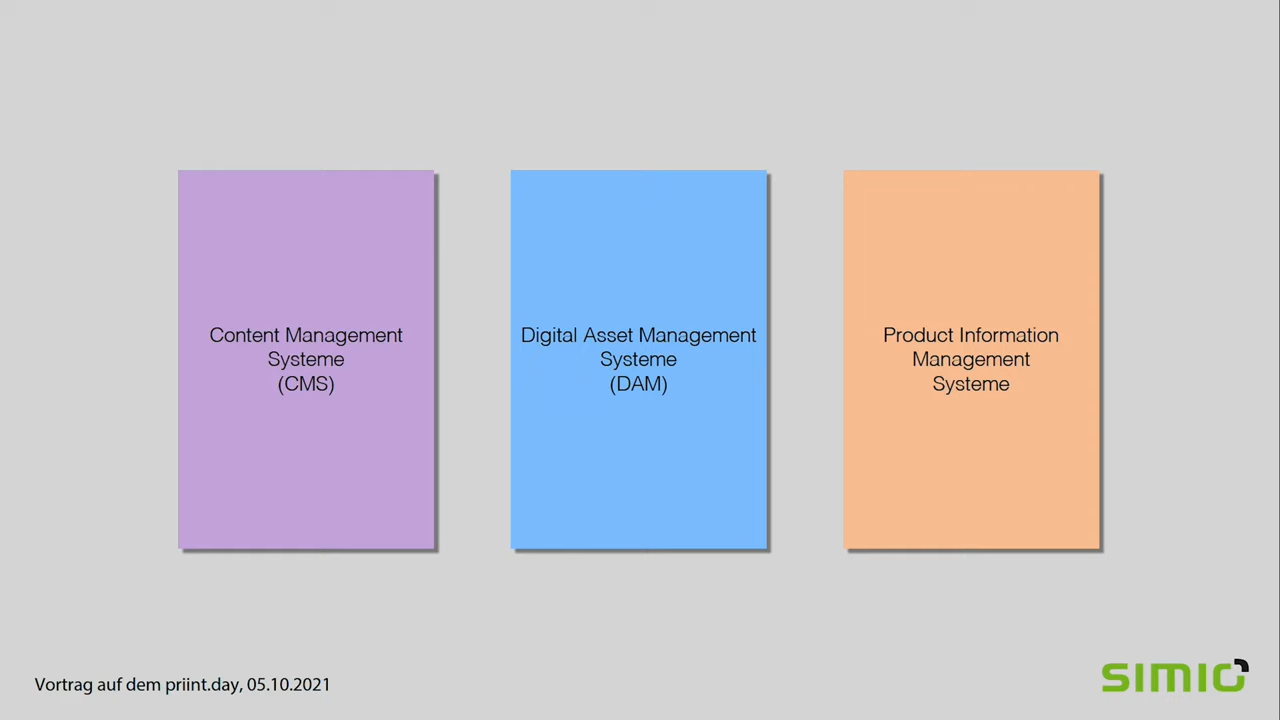 Content Management
Systeme
(CMS)
Digital Asset Management
Systeme
(DAM)
Product Information
Management
Systeme
Vortrag auf dem priint.day, 05.10.2021
SIMIO